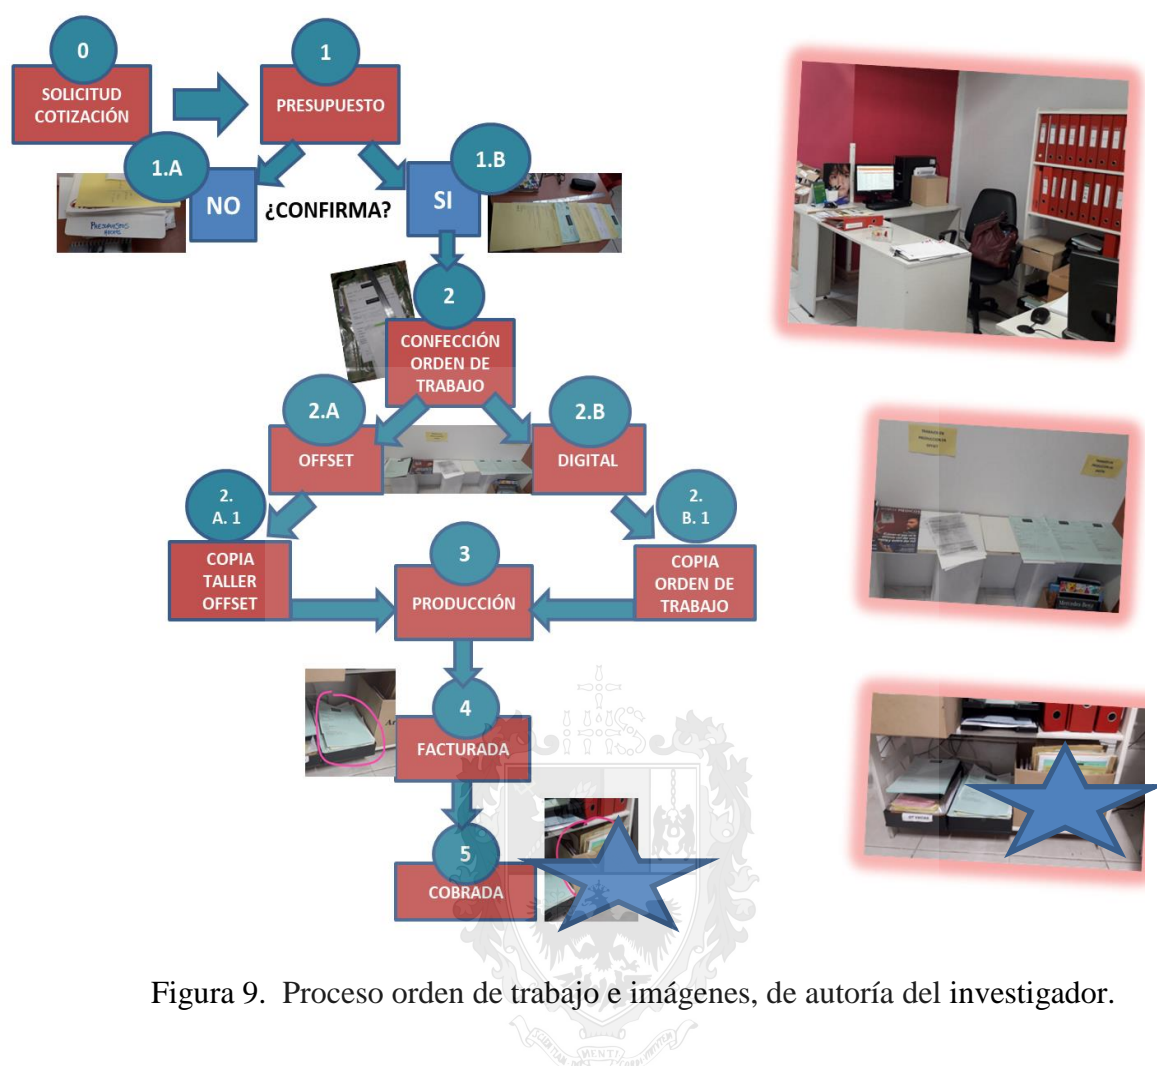 0
SOLICITUD
COTIZACIÓN
1
PRESUPUESTO
1.A
NO
¿CONFIRMA?
1.B
SI
2
CONFECCIÓN
ORDEN DE
TRABAJO
2.A
OFFSET
2.B
DIGITAL
2.
A. 1
COPIA
TALLER
OFFSET
2.
B. 1
COPIA
ORDEN DE
TRABAJO
3
PRODUCCIÓN
4
FACTURADA
5
COBRADA
Figura 9. Proceso orden de trabajo e imágenes, de autoría del investigador.